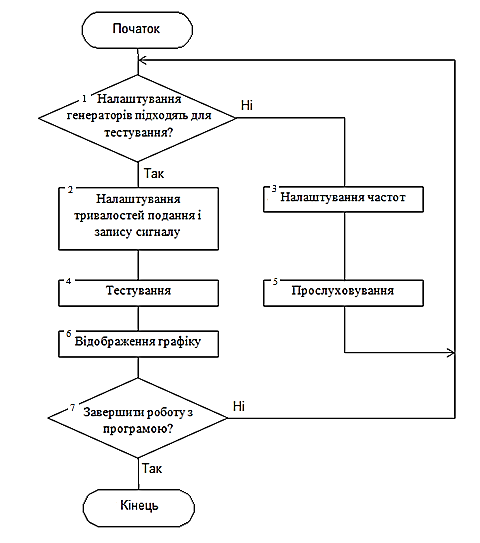 Початок
1 Налаштування
генераторів підходять для
тестування?
Ні
Так
2 Налаштування
тривалостей подання і
запису сигналу
3 Налаштування частот
4 Тестування
5 Прослуховування
6 Відображення графіку
7 Завершити роботу з
програмою?
Ні
Так
Кінець